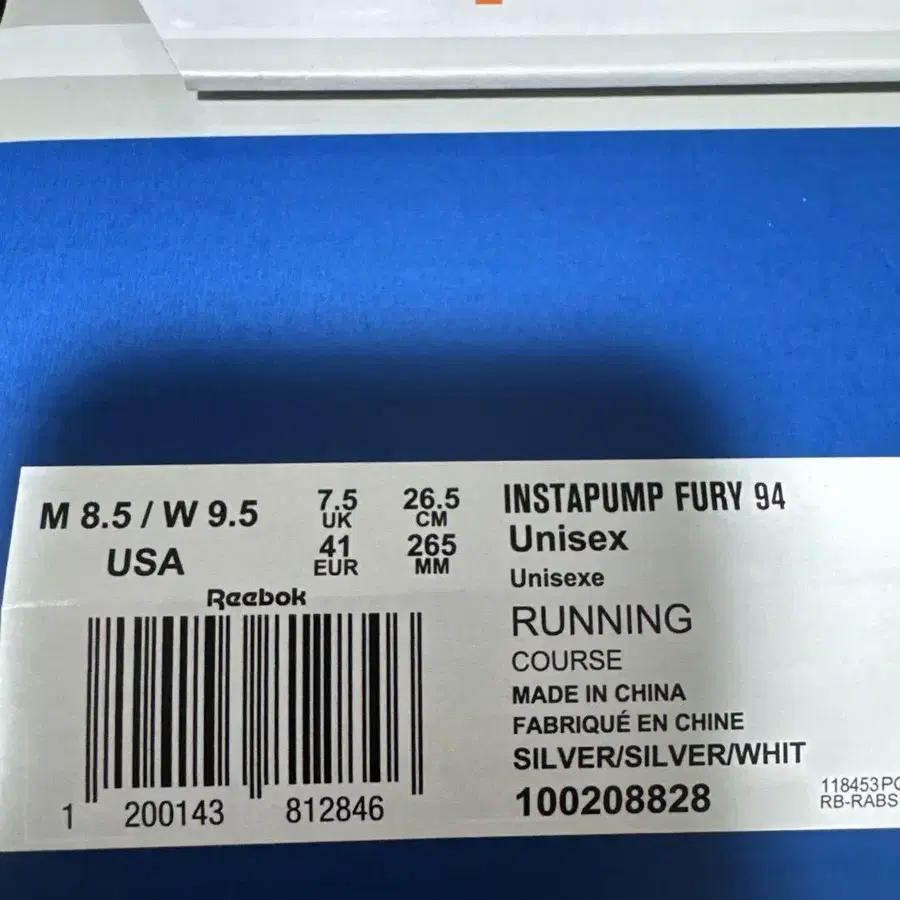 M 8.5 / W 9.5
USA
7.5
UK
41
EUR
26.5
CM
265
MM
Reebok
1 200143 812846
INSTAPUMP FURY 94
Unisex
Unisexe
RUNNING
COURSE
MADE IN CHINA
FABRIQUÉ EN CHINE
SILVER/SILVER/WHIT
100208828
118453PC
RB-RABS